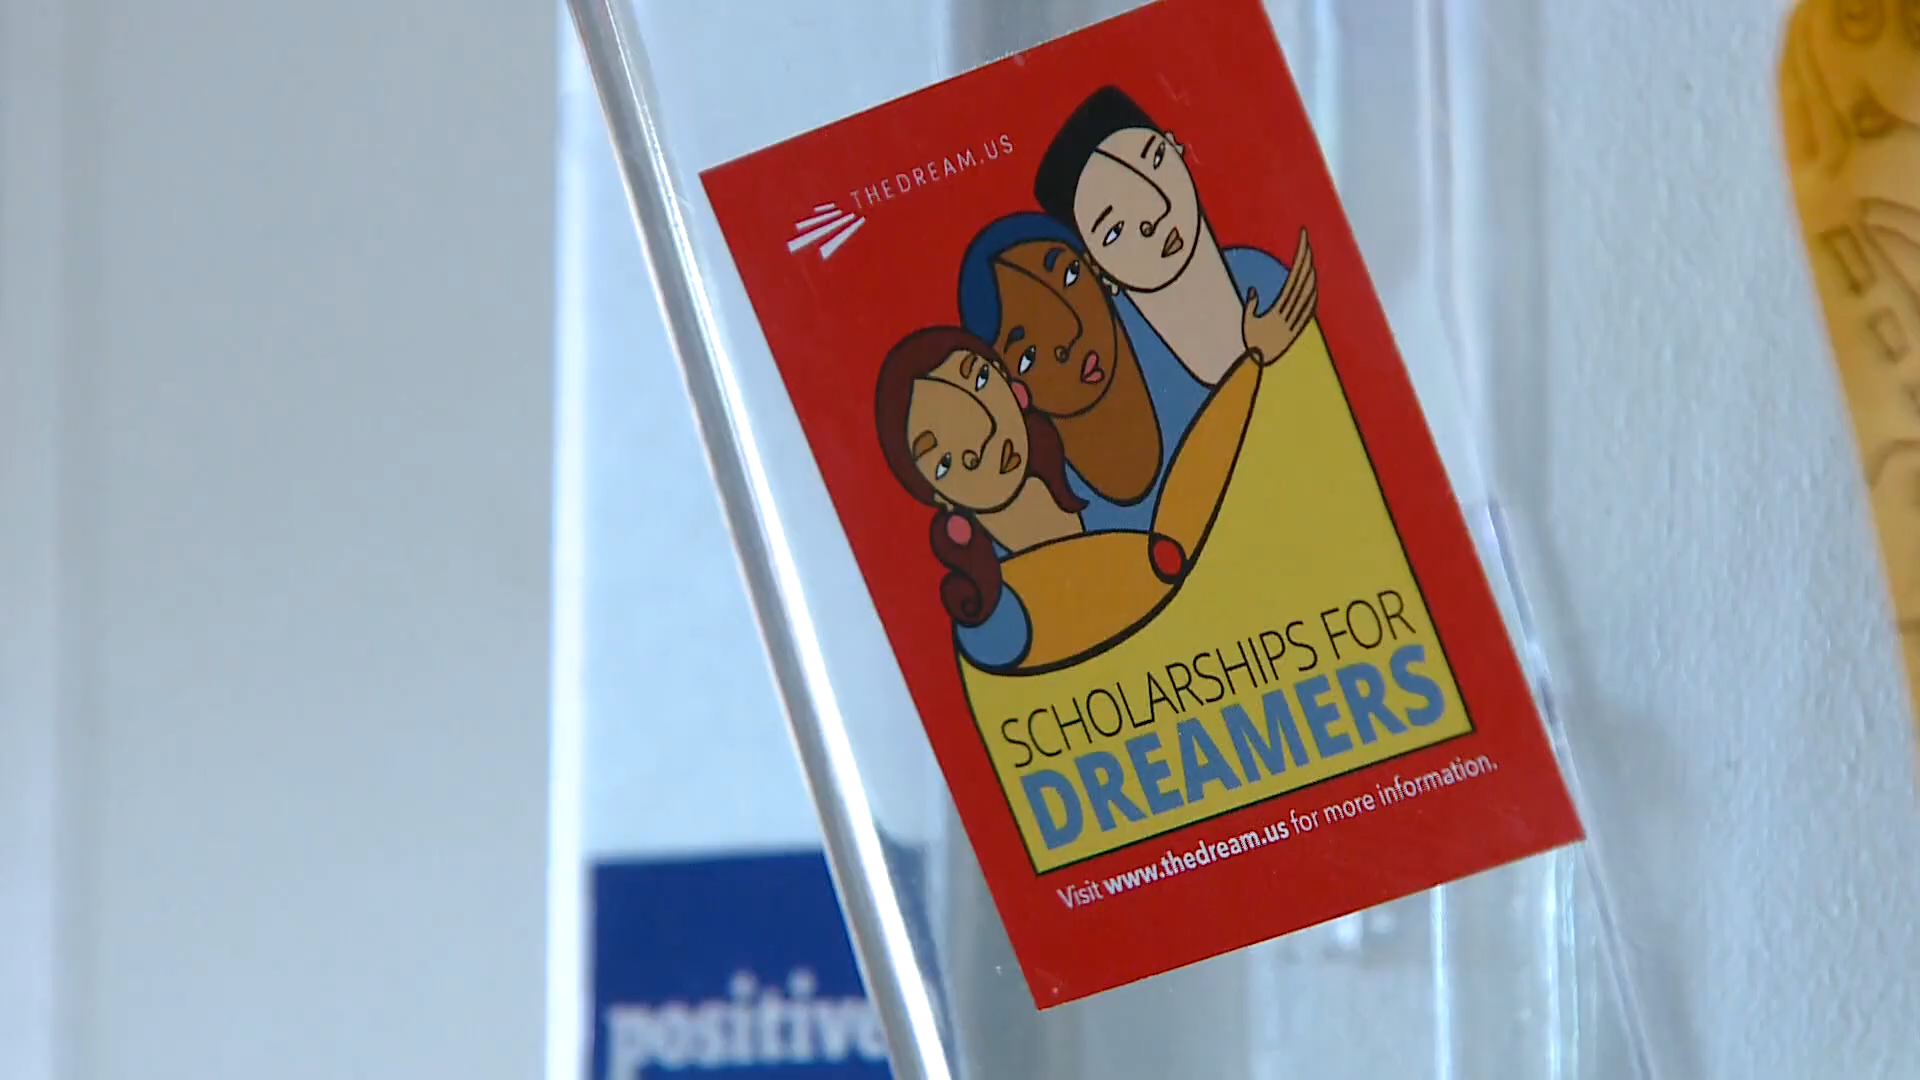 THEDREAM.US
SCHOLARSHIPS FOR
DREAMERS
Visit www.thedream.us for more information.
positive